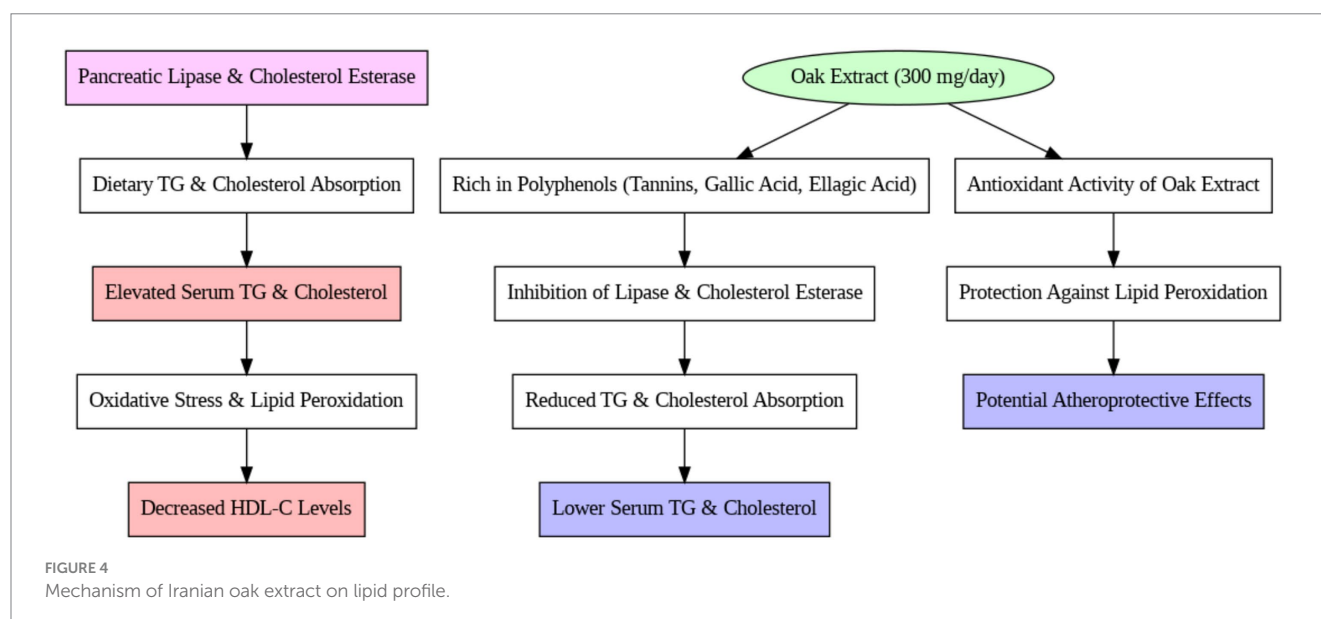 Pancreatic Lipase & Cholesterol Esterase
Dietary TG & Cholesterol Absorption
Elevated Serum TG & Cholesterol
Oxidative Stress & Lipid Peroxidation
Decreased HDL-C Levels
Oak Extract (300 mg/day)
Rich in Polyphenols (Tannins, Gallic Acid, Ellagic Acid)
Inhibition of Lipase & Cholesterol Esterase
Reduced TG & Cholesterol Absorption
Lower Serum TG & Cholesterol
Antioxidant Activity of Oak Extract
Protection Against Lipid Peroxidation
Potential Atheroprotective Effects
FIGURE 4
Mechanism of Iranian oak extract on lipid profile.